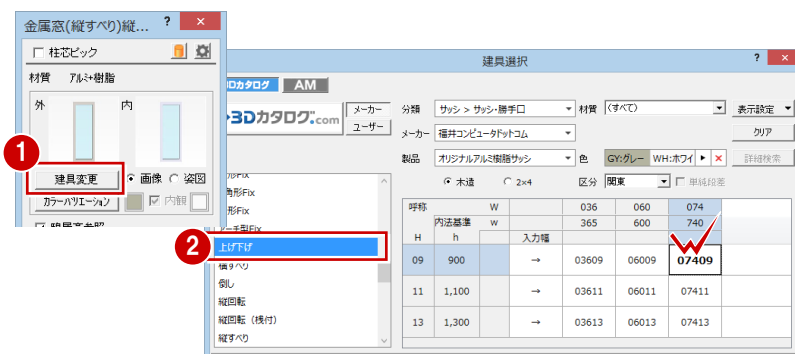 金属窓(縦すべり)縦... ? ×
柱芯ピック
材質 アルミ+樹脂
外 内
1
建具変更 画像 姿図
カラーバリエーション 内観
建具選択 ? ×
3Dカタログ AM
3Dカタログ.com メーカー
ユーザー
分類 サッシ > サッシ・勝手口 材質 (すべて) 表示設定
メーカー 福井コンピュータドットコム クリア
製品 オリジナルアルミ樹脂サッシ 色 GY:グレー WH:ホワイ 詳細検索
木造 2×4 区分 関東 単純段差
角形Fix
2
上げ下げ
横すべり
倒し
縦回転
縦回転 (桟付)
縦すべり
呼称 W 036 060 074
内法基準 w 365 600 740
H h 入力幅
09 900 → 03609 06009 07409
11 1,100 → 03611 06011 07411
13 1,300 → 03613 06013 07413